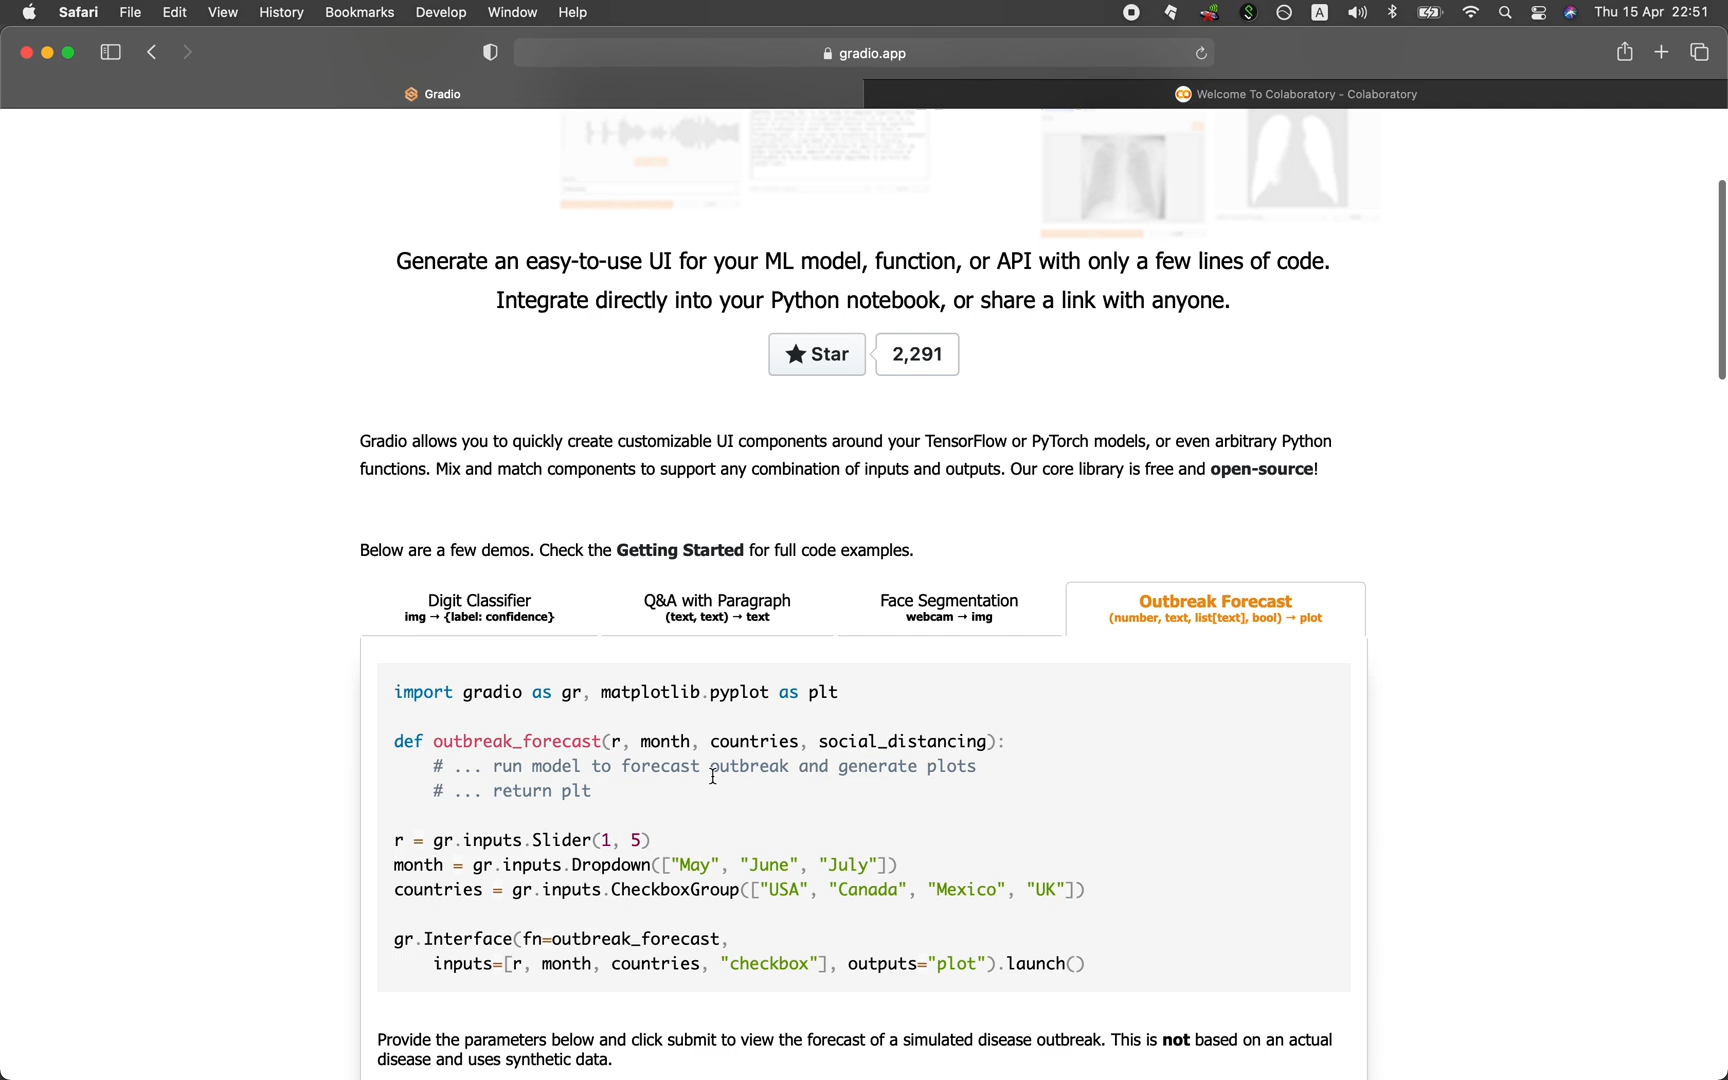 Safari File Edit View History Bookmarks Develop Window Help
A Thu 15 Apr 22:51
gradio.app
Gradio
Welcome To Colaboratory - Colaboratory
Generate an easy-to-use UI for your ML model, function, or API with only a few lines of code.
Integrate directly into your Python notebook, or share a link with anyone.
Star 2,291
Gradio allows you to quickly create customizable UI components around your TensorFlow or PyTorch models, or even arbitrary Python
functions. Mix and match components to support any combination of inputs and outputs. Our core library is free and open-source!
Below are a few demos. Check the Getting Started for full code examples.
Digit Classifier
img → {label: confidence}
Q&A with Paragraph
(text, text) → text
Face Segmentation
webcam → img
Outbreak Forecast
(number, text, list[text], bool) → plot
import gradio as gr, matplotlib.pyplot as plt
def outbreak_forecast(r, month, countries, social_distancing):
# ... run model to forecast outbreak and generate plots
# ... return plt
r = gr.inputs.Slider(1, 5)
month = gr.inputs.Dropdown(["May", "June", "July"])
countries = gr.inputs.CheckboxGroup(["USA", "Canada", "Mexico", "UK"])
gr.Interface(fn=outbreak_forecast,
inputs=[r, month, countries, "checkbox"], outputs="plot").launch()
Provide the parameters below and click submit to view the forecast of a simulated disease outbreak. This is not based on an actual
disease and uses synthetic data.